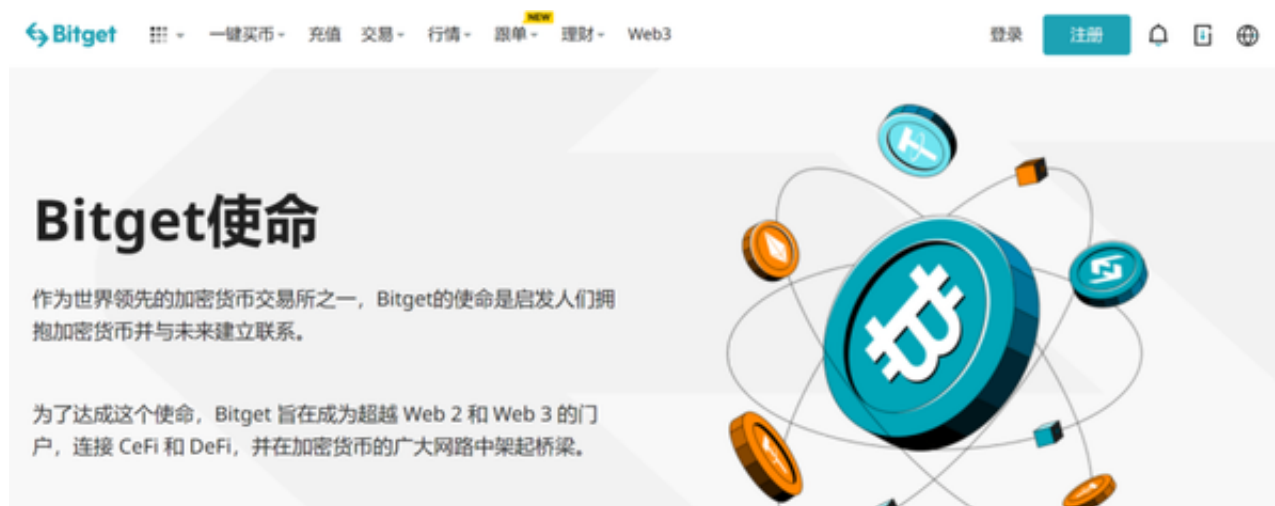 Bitget 一键买币 充值 交易 行情 跟单 NEW 理财 Web3 登录 注册
Bitget使命
作为世界领先的加密货币交易所之一，Bitget的使命是启发人们拥
抱加密货币并与未来建立联系。
为了达成这个使命，Bitget 旨在成为超越 Web 2 和 Web 3 的门
户，连接 CeFi 和 DeFi，并在加密货币的广大网路中架起桥梁。